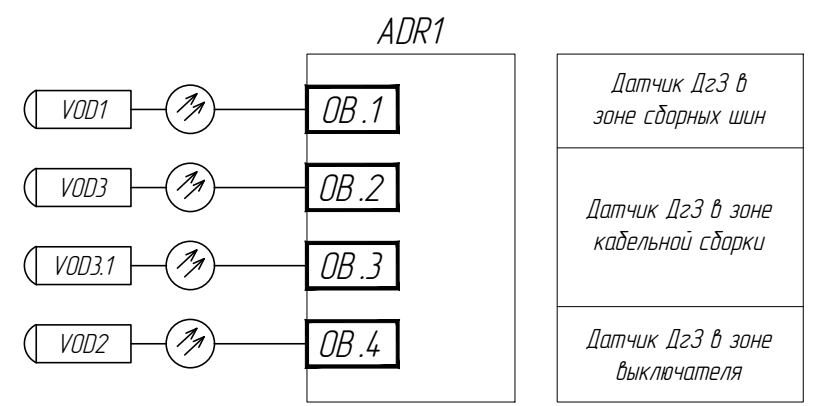 ADR1
VOD1
OB.1
Датчик ДгЗ в
зоне сборных шин
VOD3
OB.2
VOD3.1
OB.3
Датчик ДгЗ в зоне
кабельной сборки
VOD2
OB.4
Датчик ДгЗ в зоне
выключателя